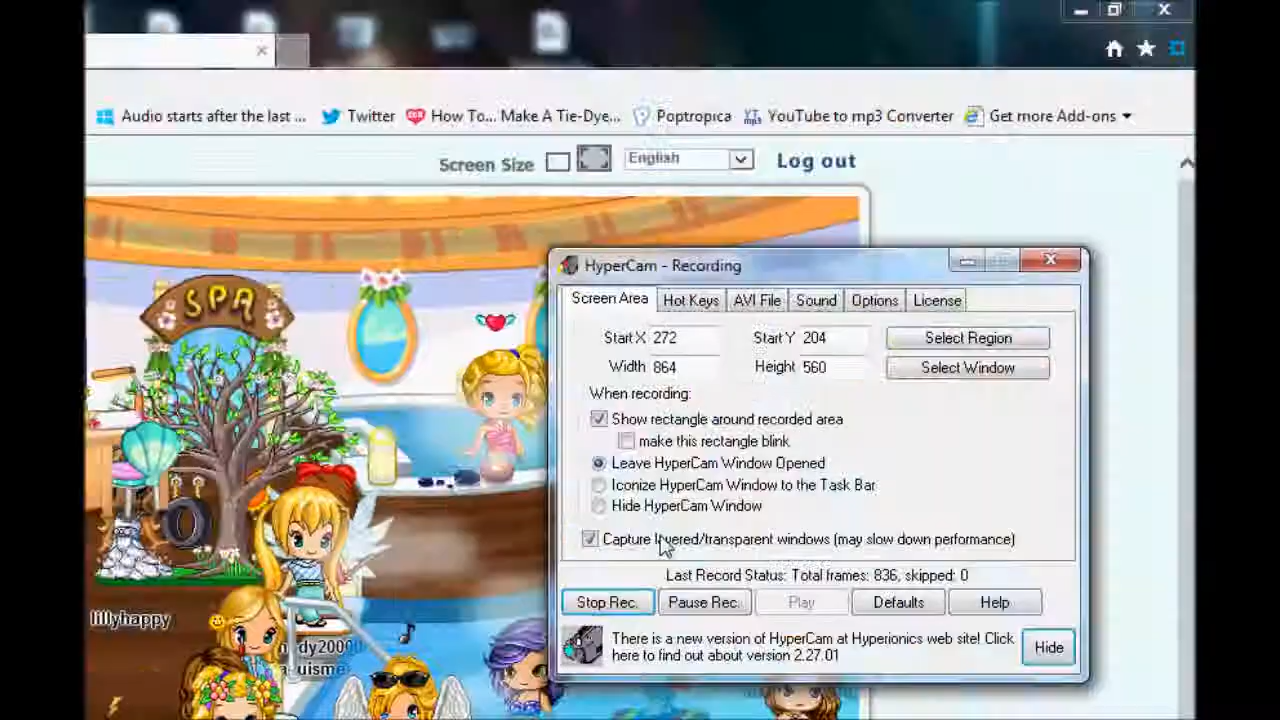 Audio starts after the last ... Twitter How To... Make A Tie-Dye... Poptropica YouTube to mp3 Converter Get more Add-ons
Screen Size English Log out
SPA
HyperCam - Recording
Screen Area Hot Keys AVI File Sound Options License
Start X 272 Start Y 204 Select Region
Width 864 Height 560 Select Window
When recording:
Show rectangle around recorded area
make this rectangle blink
Leave HyperCam Window Opened
Iconize HyperCam Window to the Task Bar
Hide HyperCam Window
Capture layered/transparent windows (may slow down performance)
Last Record Status: Total frames: 836, skipped: 0
Stop Rec. Pause Rec. Play Defaults Help
There is a new version of HyperCam at Hyperionics web site! Click
here to find out about version 2.27.01
Hide
lillyhappy